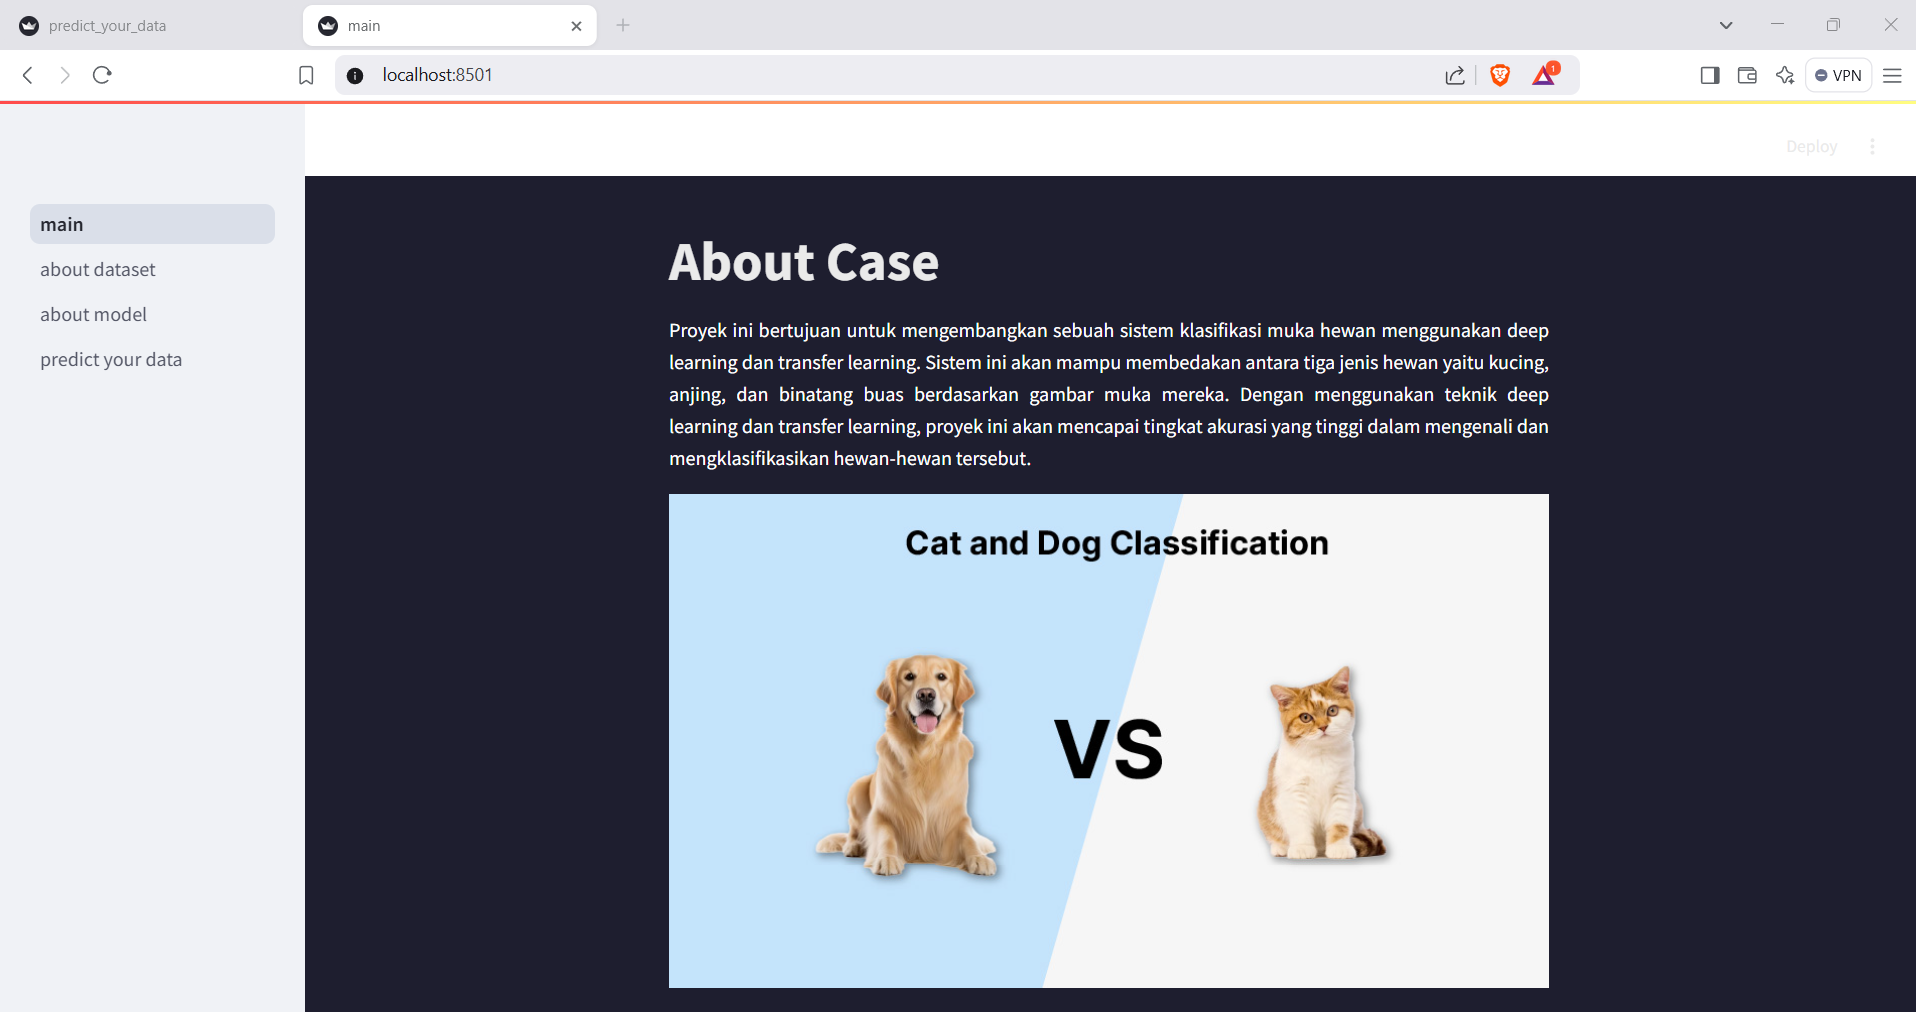 predict_your_data
main
localhost:8501
1
VPN
Deploy
main
about dataset
about model
predict your data
About Case
Proyek ini bertujuan untuk mengembangkan sebuah sistem klasifikasi muka hewan menggunakan deep
learning dan transfer learning. Sistem ini akan mampu membedakan antara tiga jenis hewan yaitu kucing,
anjing, dan binatang buas berdasarkan gambar muka mereka. Dengan menggunakan teknik deep
learning dan transfer learning, proyek ini akan mencapai tingkat akurasi yang tinggi dalam mengenali dan
mengklasifikasikan hewan-hewan tersebut.
Cat and Dog Classification
VS